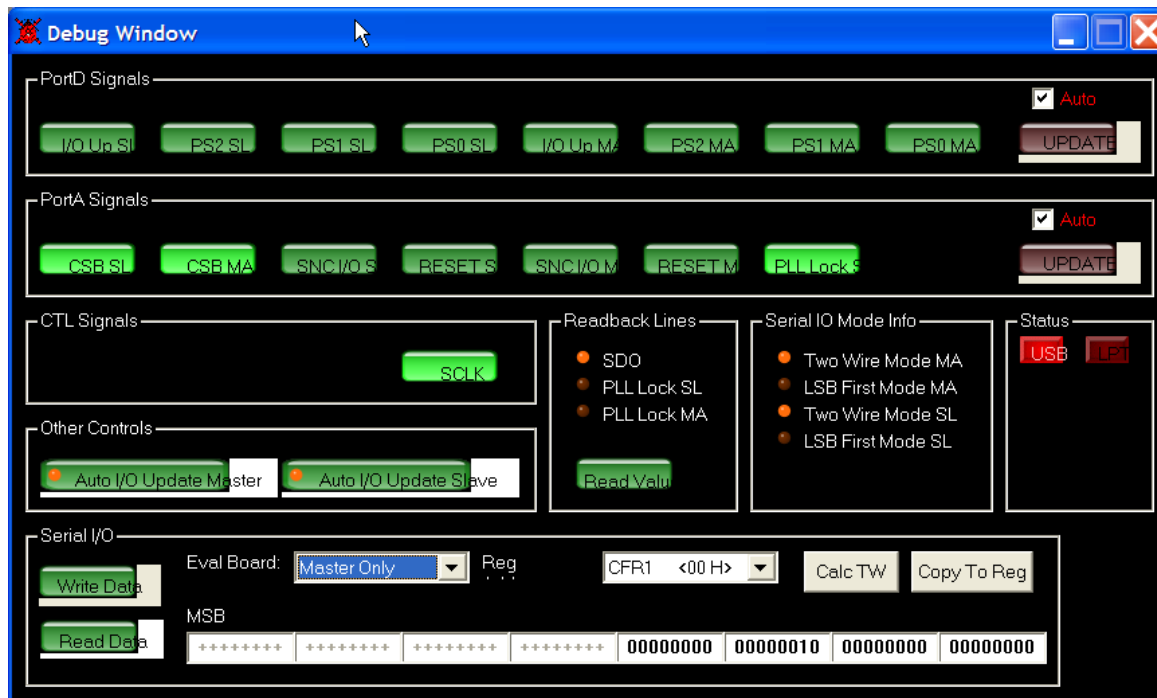 Debug Window
PortD Signals
Auto
I/O Up SL PS2 SL PS1 SL PS0 SL I/O Up MA PS2 MA PS1 MA PS0 MA UPDATE
PortA Signals
Auto
CSB SL CSB MA SNC I/O S RESET S SNC I/O M RESET M PLL Lock S UPDATE
CTL Signals Readback Lines Serial IO Mode Info Status
SCLK
SDO
PLL Lock SL
PLL Lock MA
Read Valu
Two Wire Mode MA
LSB First Mode MA
Two Wire Mode SL
LSB First Mode SL
USB LPT
Other Controls
Auto I/O Update Master Auto I/O Update Slave
Serial I/O
Write Data Eval Board: Master Only Reg CFR1 <00 H> Calc TW Copy To Reg
MSB
Read Data ++++++++ ++++++++ ++++++++ ++++++++ 00000000 00000010 00000000 00000000